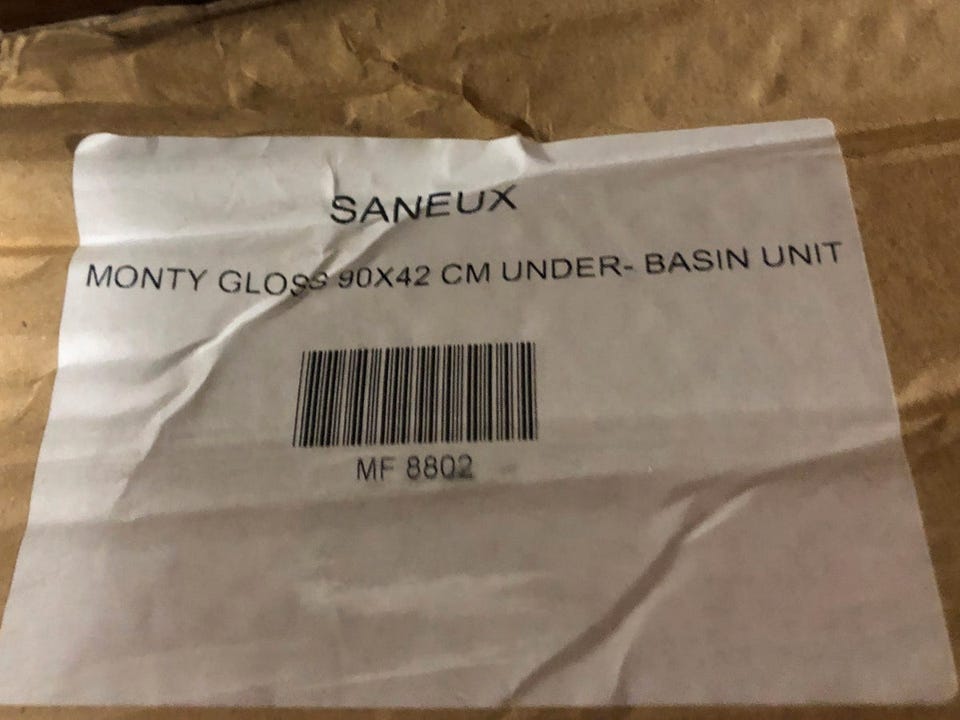 SANEUX
MONTY GLOSS 90X42 CM UNDER- BASIN UNIT
MF 8802